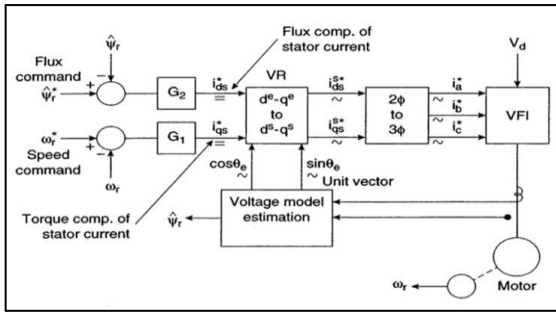 ψ̂r
Flux comp. of
stator current
Flux
command
ψ̂r*
+
−
G2
i*ds
=
VR
de-qe
to
ds-qs
is*ds
~
2ϕ
to
3ϕ
~ i*a
i*b
~ i*c
Vd
VFI
ωr*
Speed
command
+
−
ωr
G1
i*qs
=
is*qs
~
cosθe
~
sinθe
~
Unit vector
Torque comp. of
stator current
ψ̂r
Voltage model
estimation
ωr
Motor